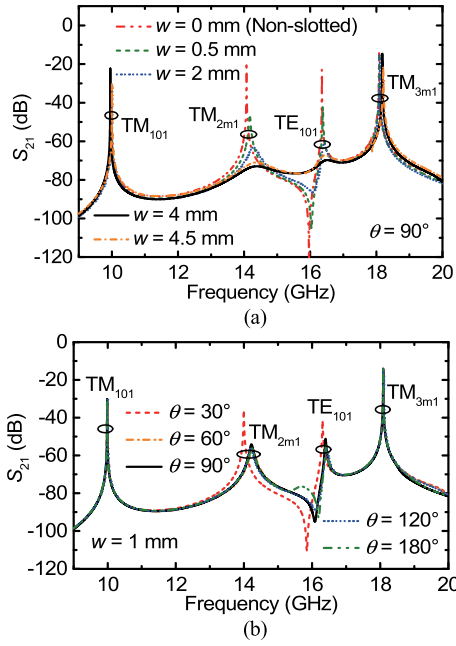 0
-20
-40
-60
-80
-100
-120
S21 (dB)
w = 0 mm (Non-slotted)
w = 0.5 mm
w = 2 mm
TM101
TM2m1
TE101
TM3m1
w = 4 mm
w = 4.5 mm
θ = 90°
10 12 14 16 18 20
Frequency (GHz)
(a)
0
-20
-40
-60
-80
-100
-120
S21 (dB)
TM101
θ = 30°
θ = 60°
θ = 90°
TM2m1
TE101
TM3m1
w = 1 mm
θ = 120°
θ = 180°
10 12 14 16 18 20
Frequency (GHz)
(b)